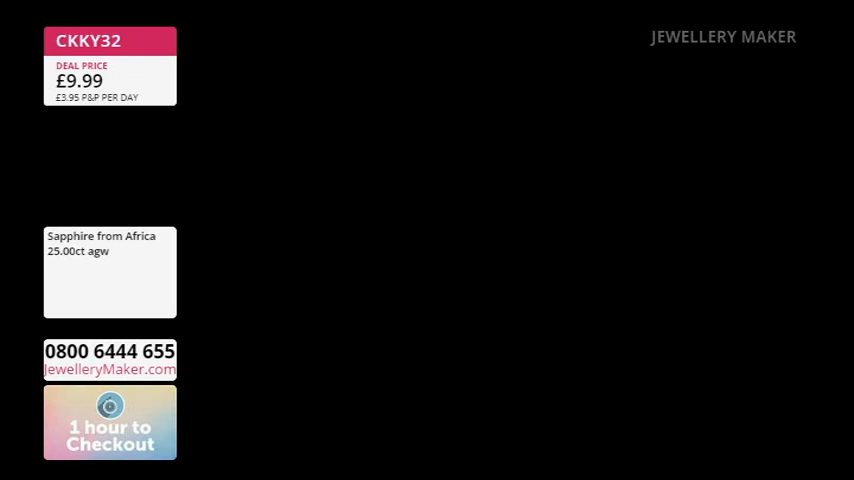 CKKY32
JEWELLERY MAKER
DEAL PRICE
£9.99
£3.95 P&P PER DAY
Sapphire from Africa
25.00ct agw
0800 6444 655
JewelleryMaker.com
1 hour to
Checkout